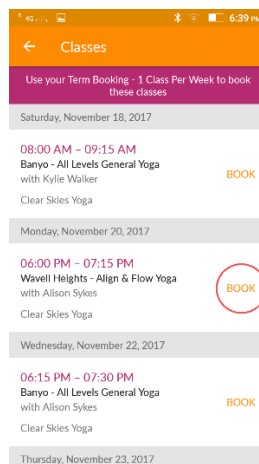 4G 6:39 PM
Classes
Use your Term Booking - 1 Class Per Week to book
these classes
Saturday, November 18, 2017
08:00 AM – 09:15 AM
Banyo - All Levels General Yoga
BOOK
with Kylie Walker
Clear Skies Yoga
Monday, November 20, 2017
06:00 PM – 07:15 PM
Wavell Heights - Align & Flow Yoga
BOOK
with Alison Sykes
Clear Skies Yoga
Wednesday, November 22, 2017
06:15 PM – 07:30 PM
Banyo - All Levels General Yoga
BOOK
with Alison Sykes
Clear Skies Yoga
Thursday, November 23, 2017